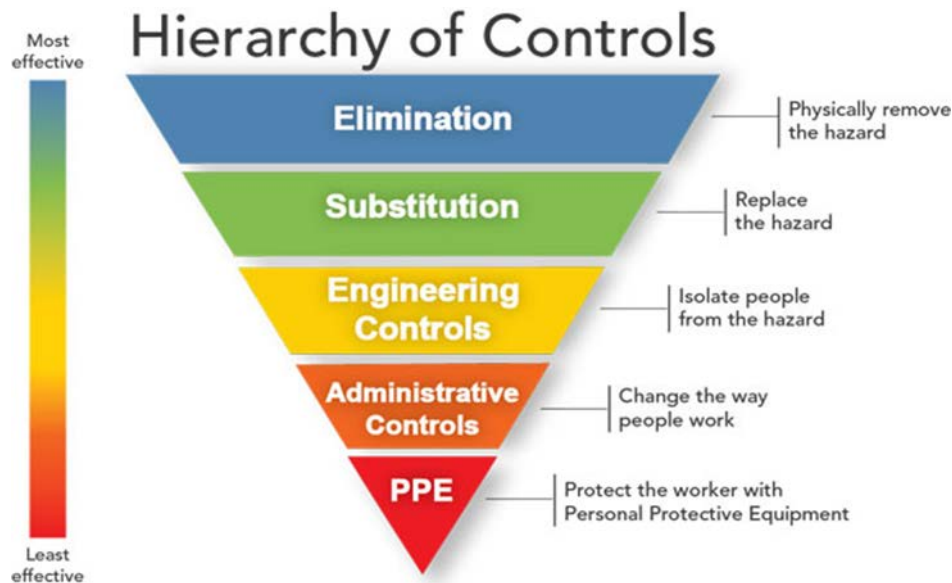 Hierarchy of Controls
Most
effective
Elimination
Physically remove
the hazard
Substitution
Replace
the hazard
Engineering
Controls
Isolate people
from the hazard
Administrative
Controls
Change the way
people work
PPE
Protect the worker with
Personal Protective Equipment
Least
effective